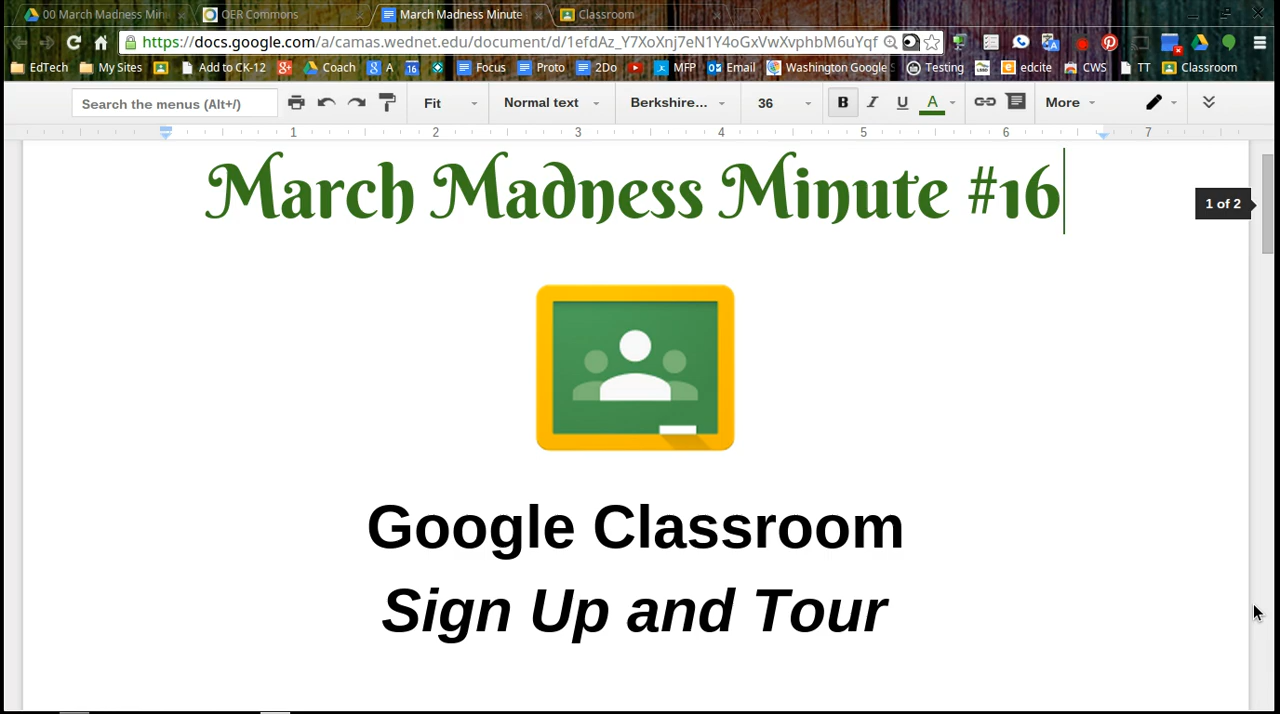 00 March Madness Min
OER Commons
March Madness Minute
Classroom
https://docs.google.com/a/camas.wednet.edu/document/d/1efdAz_Y7XoXnj7eN1Y4oGxVwXvphbM6uYqf
EdTech My Sites Add to CK-12 Coach A 16 Focus Proto 2Do MFP Email Washington Google Testing edcite CWS TT Classroom
Search the menus (Alt+/) Fit Normal text Berkshire... 36 B I U A More
1 2 3 4 5 6 7
March Madness Minute #16
1 of 2
Google Classroom
Sign Up and Tour